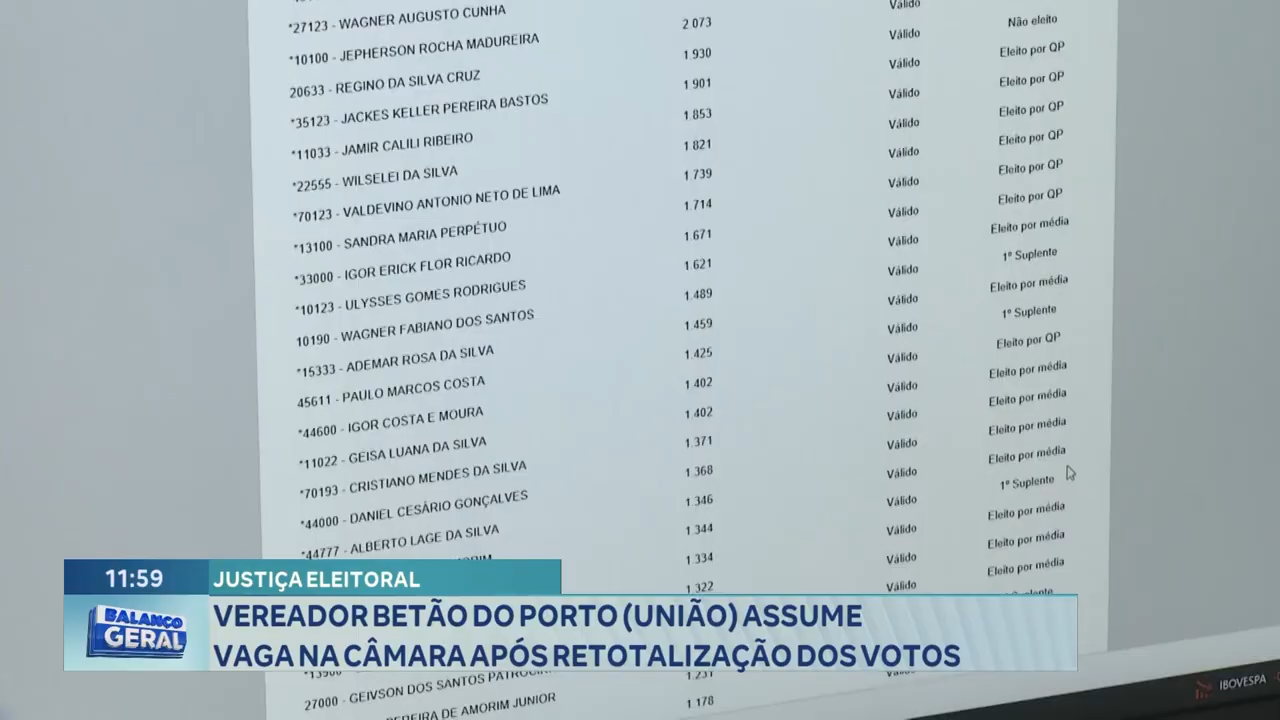 *27123 - WAGNER AUGUSTO CUNHA
*10100 - JEPHERSON ROCHA MADUREIRA 2 073 Válido
20633 - REGINO DA SILVA CRUZ 1 930 Válido Não eleito
*35123 - JACKES KELLER PEREIRA BASTOS 1 901 Válido Eleito por QP
*11033 - JAMIR CALILI RIBEIRO 1 853 Válido Eleito por QP
*22555 - WILSELEI DA SILVA 1 821 Válido Eleito por QP
*70123 - VALDEVINO ANTONIO NETO DE LIMA 1 739 Válido Eleito por QP
*13100 - SANDRA MARIA PERPÉTUO 1 714 Válido Eleito por QP
*33000 - IGOR ERICK FLOR RICARDO 1 671 Válido Eleito por QP
*10123 - ULYSSES GOMES RODRIGUES 1 621 Válido Eleito por média
10190 - WAGNER FABIANO DOS SANTOS 1 489 Válido 1º Suplente
*15333 - ADEMAR ROSA DA SILVA 1 459 Válido Eleito por média
45611 - PAULO MARCOS COSTA 1 425 Válido 1º Suplente
*44600 - IGOR COSTA E MOURA 1 402 Válido Eleito por QP
*11022 - GEISA LUANA DA SILVA 1 402 Válido Eleito por média
*70193 - CRISTIANO MENDES DA SILVA 1 371 Válido Eleito por média
*44000 - DANIEL CESÁRIO GONÇALVES 1 368 Válido Eleito por média
*44777 - ALBERTO LAGE DA SILVA 1 346 Válido Eleito por média
1 344 Válido 1º Suplente
1 334 Válido Eleito por média
1 322 Válido Eleito por média
Válido Eleito por média
11:59 JUSTIÇA ELEITORAL
BALANÇO GERAL
VEREADOR BETÃO DO PORTO (UNIÃO) ASSUME
VAGA NA CÂMARA APÓS RETOTALIZAÇÃO DOS VOTOS
27000 - GEIVSON DOS SANTOS
DE AMORIM JUNIOR 1 178
IBOVESPA